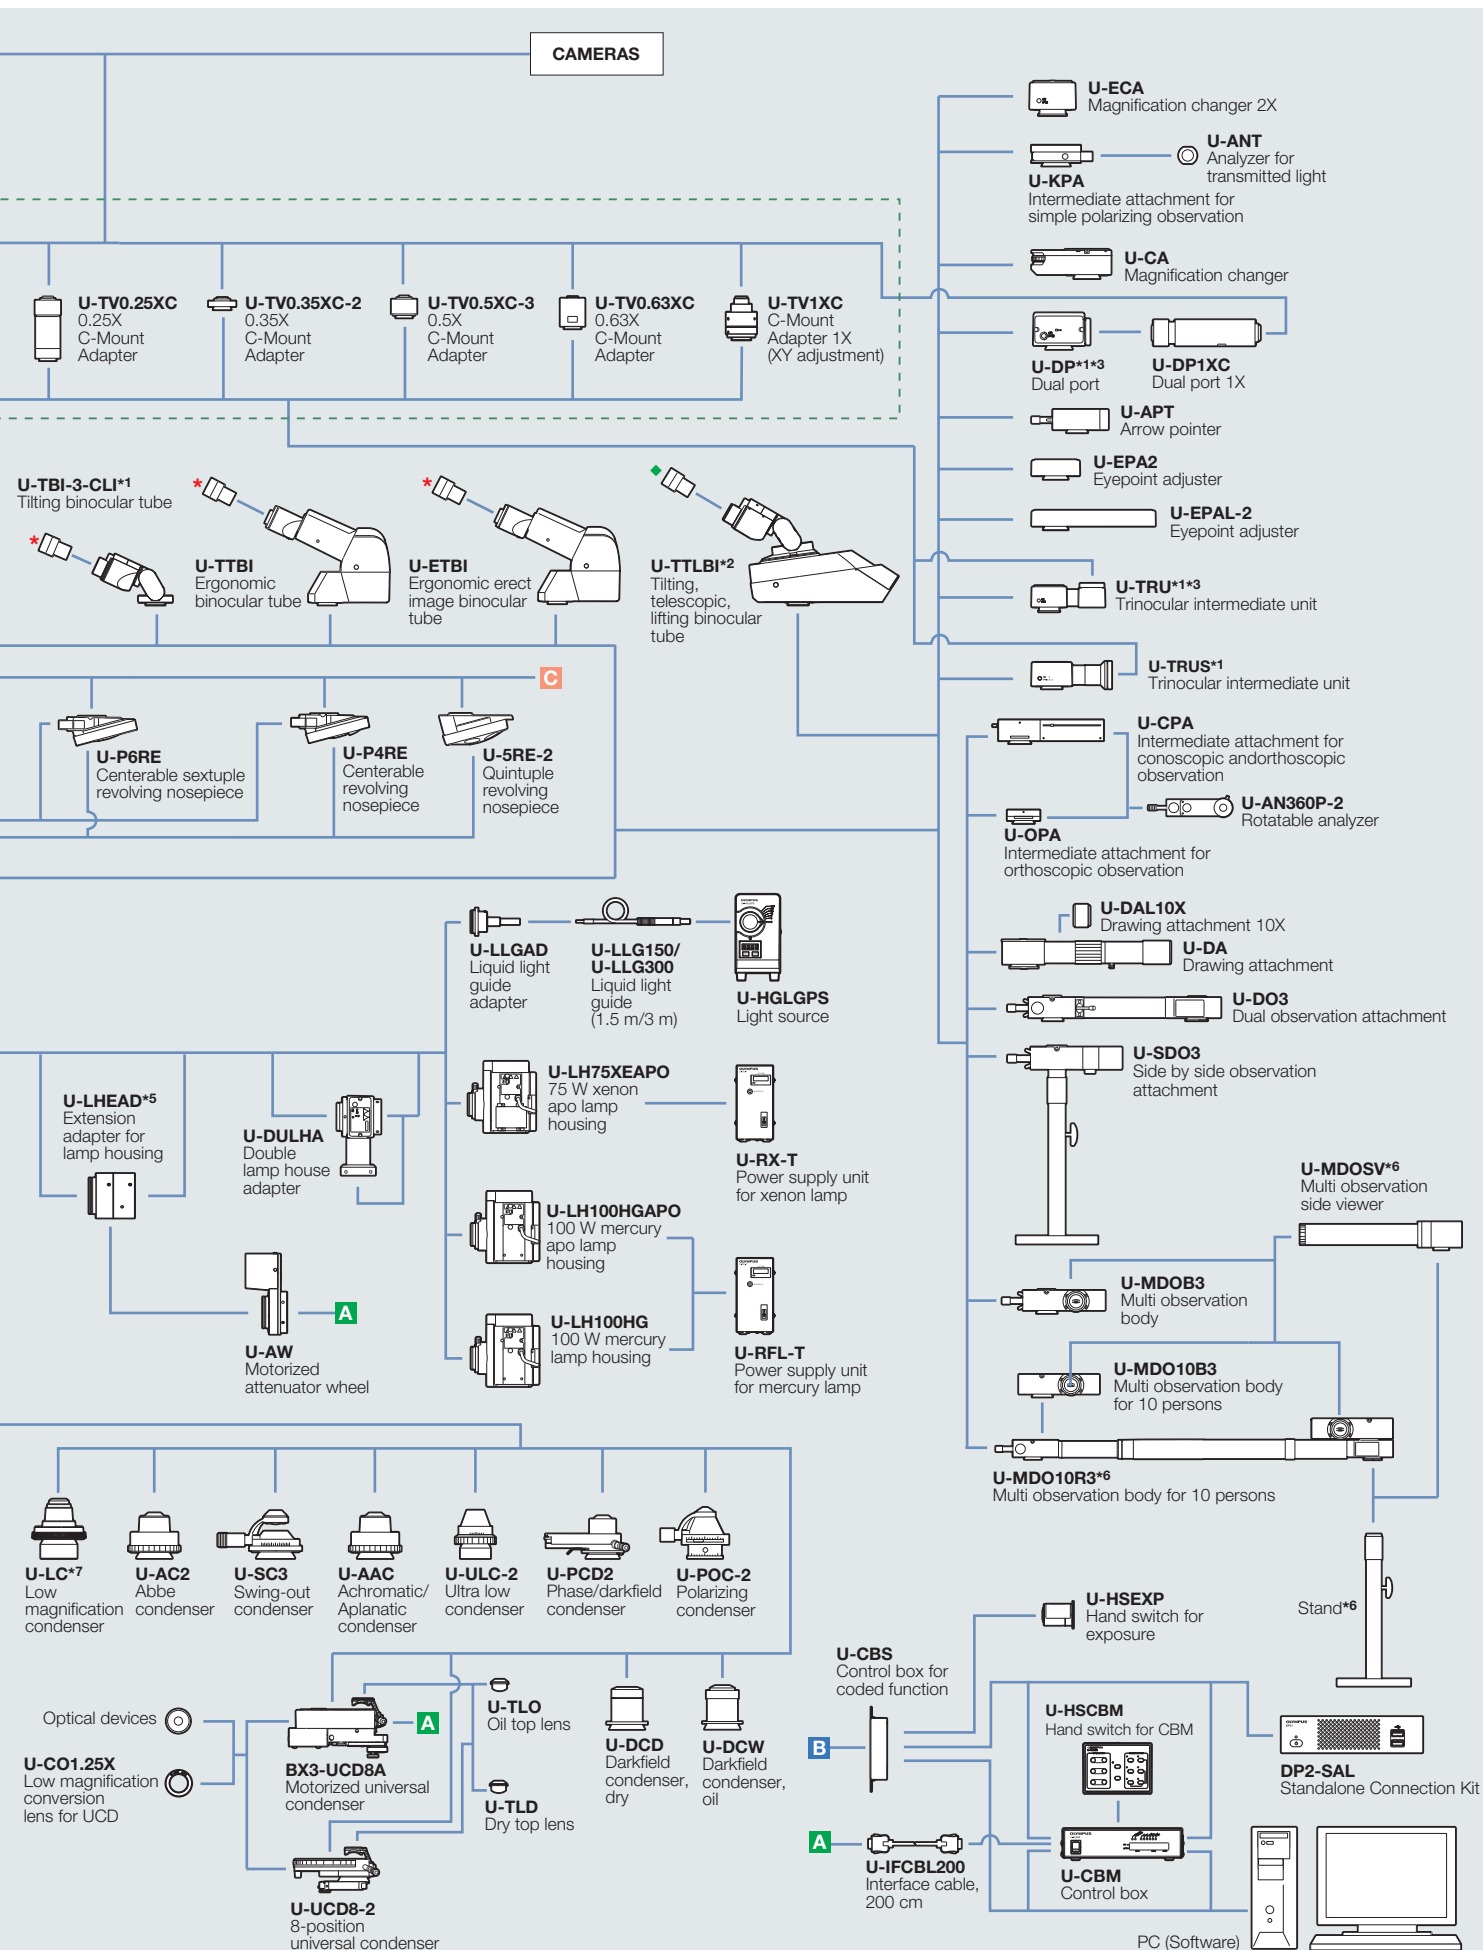 CAMERAS
U-ECA
Magnification changer 2X
U-ANT
Analyzer for
transmitted light
U-KPA
Intermediate attachment for
simple polarizing observation
U-CA
Magnification changer
U-TV0.25XC
0.25X
C-Mount
Adapter
U-TV0.35XC-2
0.35X
C-Mount
Adapter
U-TV0.5XC-3
0.5X
C-Mount
Adapter
U-TV0.63XC
0.63X
C-Mount
Adapter
U-TV1XC
C-Mount
Adapter 1X
(XY adjustment)
U-DP*1*3
Dual port
U-DP1XC
Dual port 1X
U-APT
Arrow pointer
U-EPA2
Eyepoint adjuster
U-EPAL-2
Eyepoint adjuster
U-TBI-3-CLI*1
Tilting binocular tube
*
*
*
U-TTBI
Ergonomic
binocular tube
U-ETBI
Ergonomic erect
image binocular
tube
U-TTLBI*2
Tilting,
telescopic,
lifting binocular
tube
U-TRU*1*3
Trinocular intermediate unit
U-TRUS*1
Trinocular intermediate unit
C
U-P6RE
Centerable sextuple
revolving nosepiece
U-P4RE
Centerable
revolving
nosepiece
U-5RE-2
Quintuple
revolving
nosepiece
U-CPA
Intermediate attachment for
conoscopic andorthoscopic
observation
U-AN360P-2
Rotatable analyzer
U-OPA
Intermediate attachment for
orthoscopic observation
U-DAL10X
Drawing attachment 10X
U-DA
Drawing attachment
U-LLGAD
Liquid light
guide
adapter
U-LLG150/
U-LLG300
Liquid light
guide
(1.5 m/3 m)
OLYMPUS
U-HGLGPS
Light source
U-DO3
Dual observation attachment
U-SDO3
Side by side observation
attachment
U-LHEAD*5
Extension
adapter for
lamp housing
U-DULHA
Double
lamp house
adapter
U-LH75XEAPO
75 W xenon
apo lamp
housing
OLYMPUS
U-RX-T
Power supply unit
for xenon lamp
U-MDOSV*6
Multi observation
side viewer
U-LH100HGAPO
100 W mercury
apo lamp
housing
OLYMPUS
U-MDOB3
Multi observation
body
A
U-AW
Motorized
attenuator wheel
U-LH100HG
100 W mercury
lamp housing
U-RFL-T
Power supply unit
for mercury lamp
U-MDO10B3
Multi observation body
for 10 persons
U-MDO10R3*6
Multi observation body for 10 persons
U-LC*7
Low
magnification
condenser
U-AC2
Abbe
condenser
U-SC3
Swing-out
condenser
U-AAC
Achromatic/
Aplanatic
condenser
U-ULC-2
Ultra low
condenser
U-PCD2
Phase/darkfield
condenser
U-POC-2
Polarizing
condenser
U-HSEXP
Hand switch for
exposure
Stand*6
U-CBS
Control box for
coded function
Optical devices
U-CO1.25X
Low magnification
conversion
lens for UCD
A
BX3-UCD8A
Motorized universal
condenser
U-TLO
Oil top lens
U-TLD
Dry top lens
U-DCD
Darkfield
condenser,
dry
U-DCW
Darkfield
condenser,
oil
B
U-HSCBM
Hand switch for CBM
OLYMPUS
DP2-SAL
Standalone Connection Kit
U-UCD8-2
8-position
universal condenser
A
U-IFCBL200
Interface cable,
200 cm
OLYMPUS
U-CBM
Control box
PC (Software)